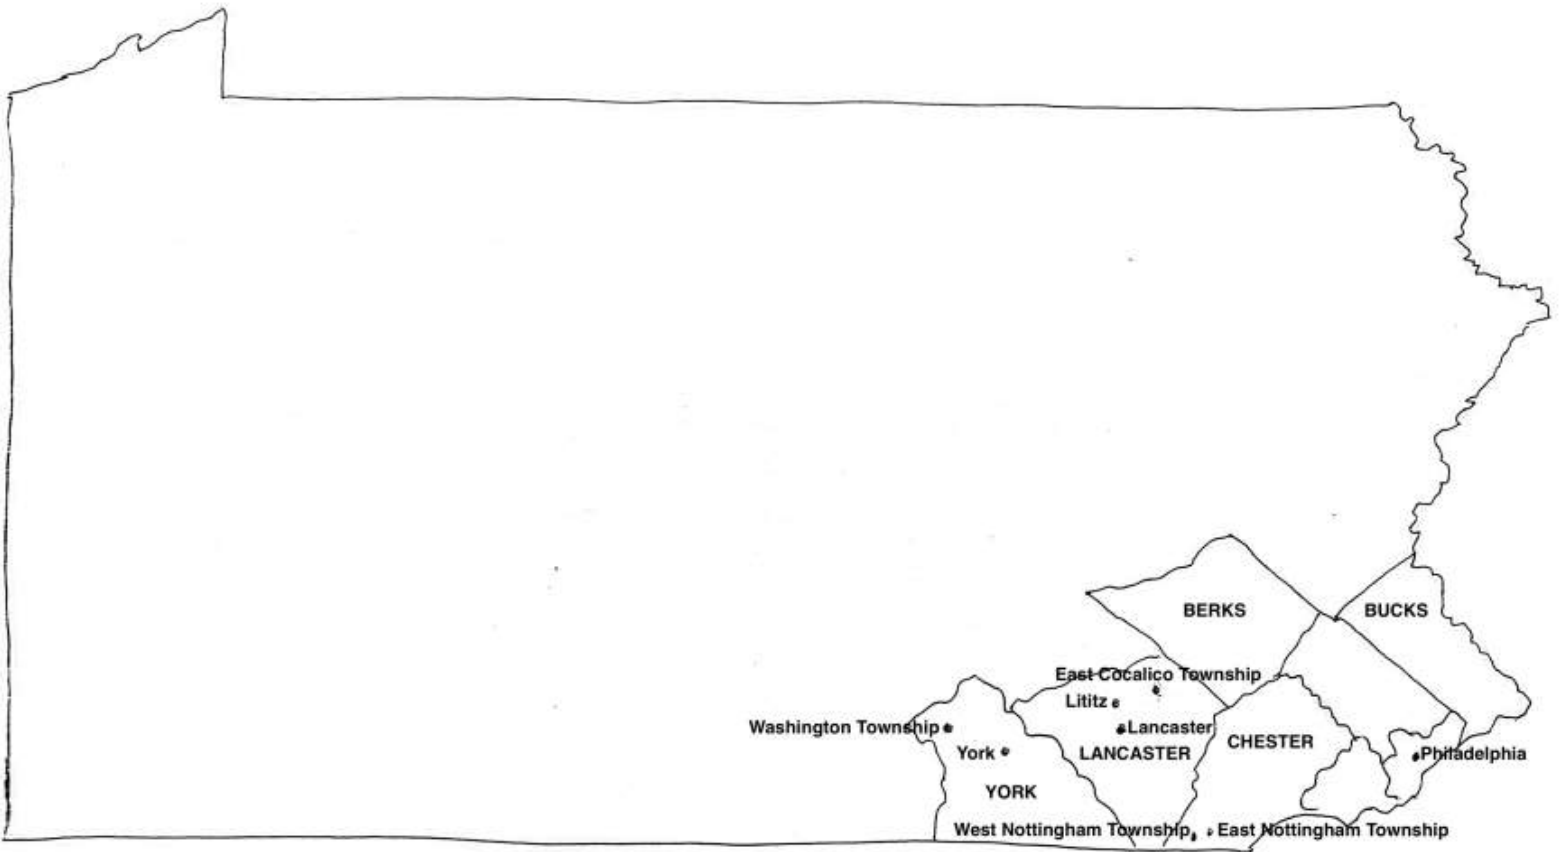 BERKS
BUCKS
East Cocalico Township
Lititz
Washington Township
Lancaster
CHESTER
York
LANCASTER
Philadelphia
YORK
West Nottingham Township
East Nottingham Township